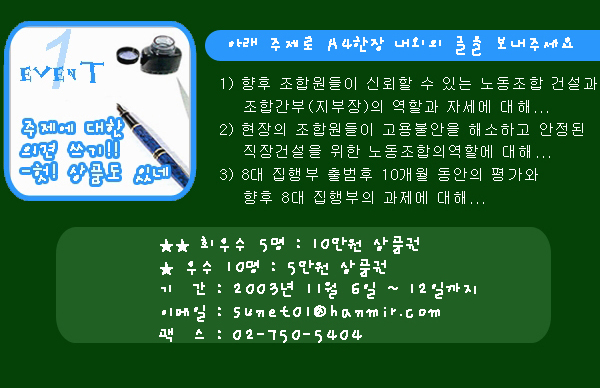 1
EVENT
주제에 대한
의견 쓰기!!
-헛! 상품도 있네
아래 주제로 A4한장 내외의 글을 보내주세요
1) 향후 조합원들이 신뢰할 수 있는 노동조합 건설과
조합간부(지부장)의 역할과 자세에 대해...
2) 현장의 조합원들이 고용불안을 해소하고 안정된
직장건설을 위한 노동조합의역할에 대해...
3) 8대 집행부 출범후 10개월 동안의 평가와
향후 8대 집행부의 과제에 대해...
★★ 최우수 5명 : 10만원 상품권
★ 우수 10명 : 5만원 상품권
기 간 : 2003년 11월 6일 ~ 12일까지
이메일 : sunet01@hanmir.com
팩 스 : 02-750-5404